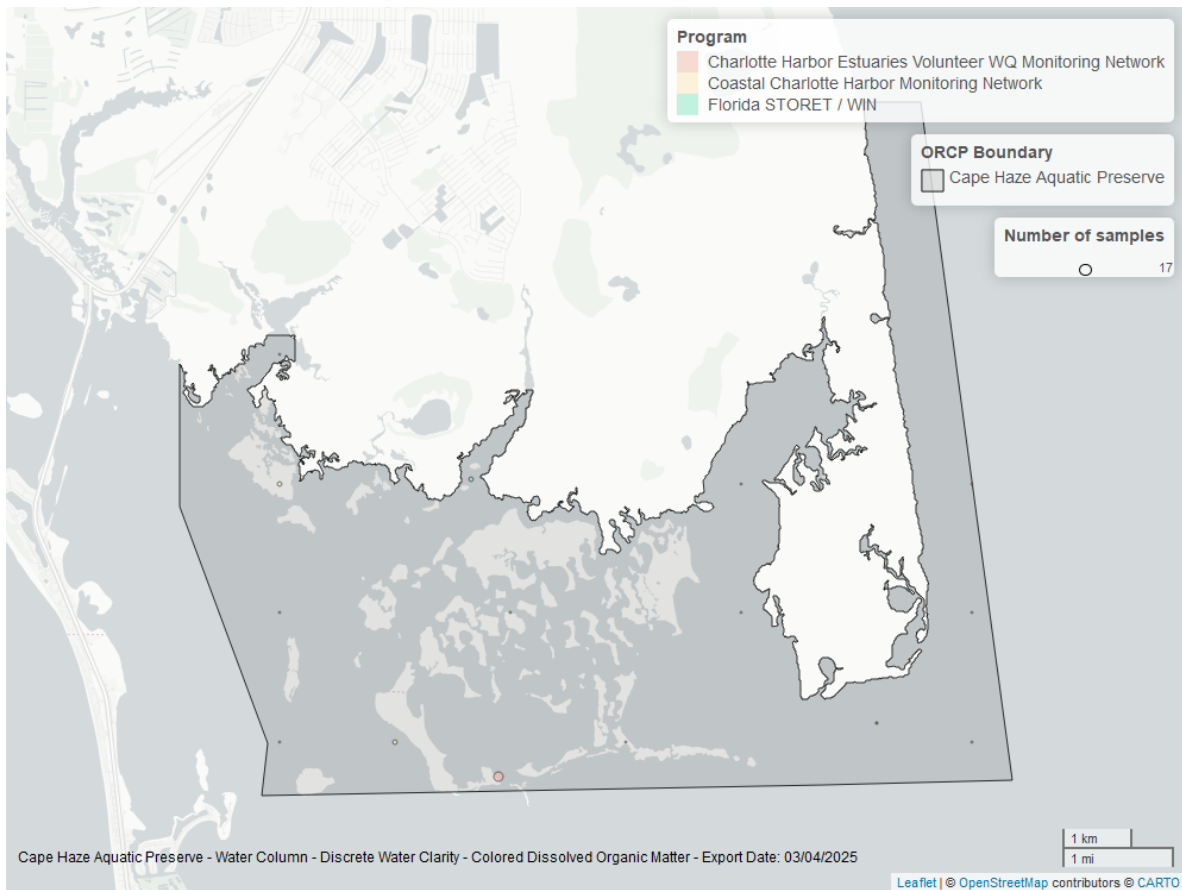 Program
Charlotte Harbor Estuaries Volunteer WQ Monitoring Network
Coastal Charlotte Harbor Monitoring Network
Florida STORET / WIN
ORCP Boundary
Cape Haze Aquatic Preserve
Number of samples
17
1 km
1 mi
Cape Haze Aquatic Preserve - Water Column - Discrete Water Clarity - Colored Dissolved Organic Matter - Export Date: 03/04/2025
Leaflet | © OpenStreetMap contributors © CARTO